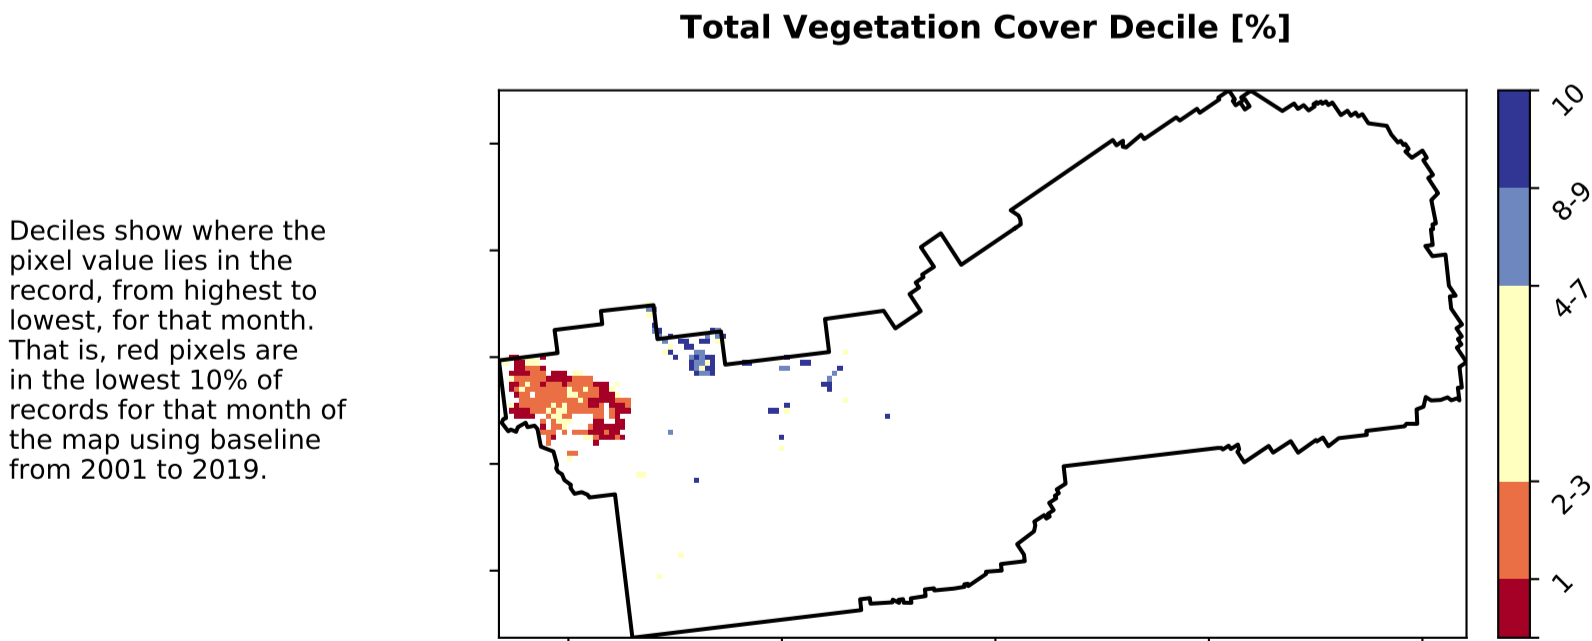 Total Vegetation Cover Decile [%]
Deciles show where the
pixel value lies in the
record, from highest to
lowest, for that month.
That is, red pixels are
in the lowest 10% of
records for that month of
the map using baseline
from 2001 to 2019.
10
8-9
4-7
2-3
1